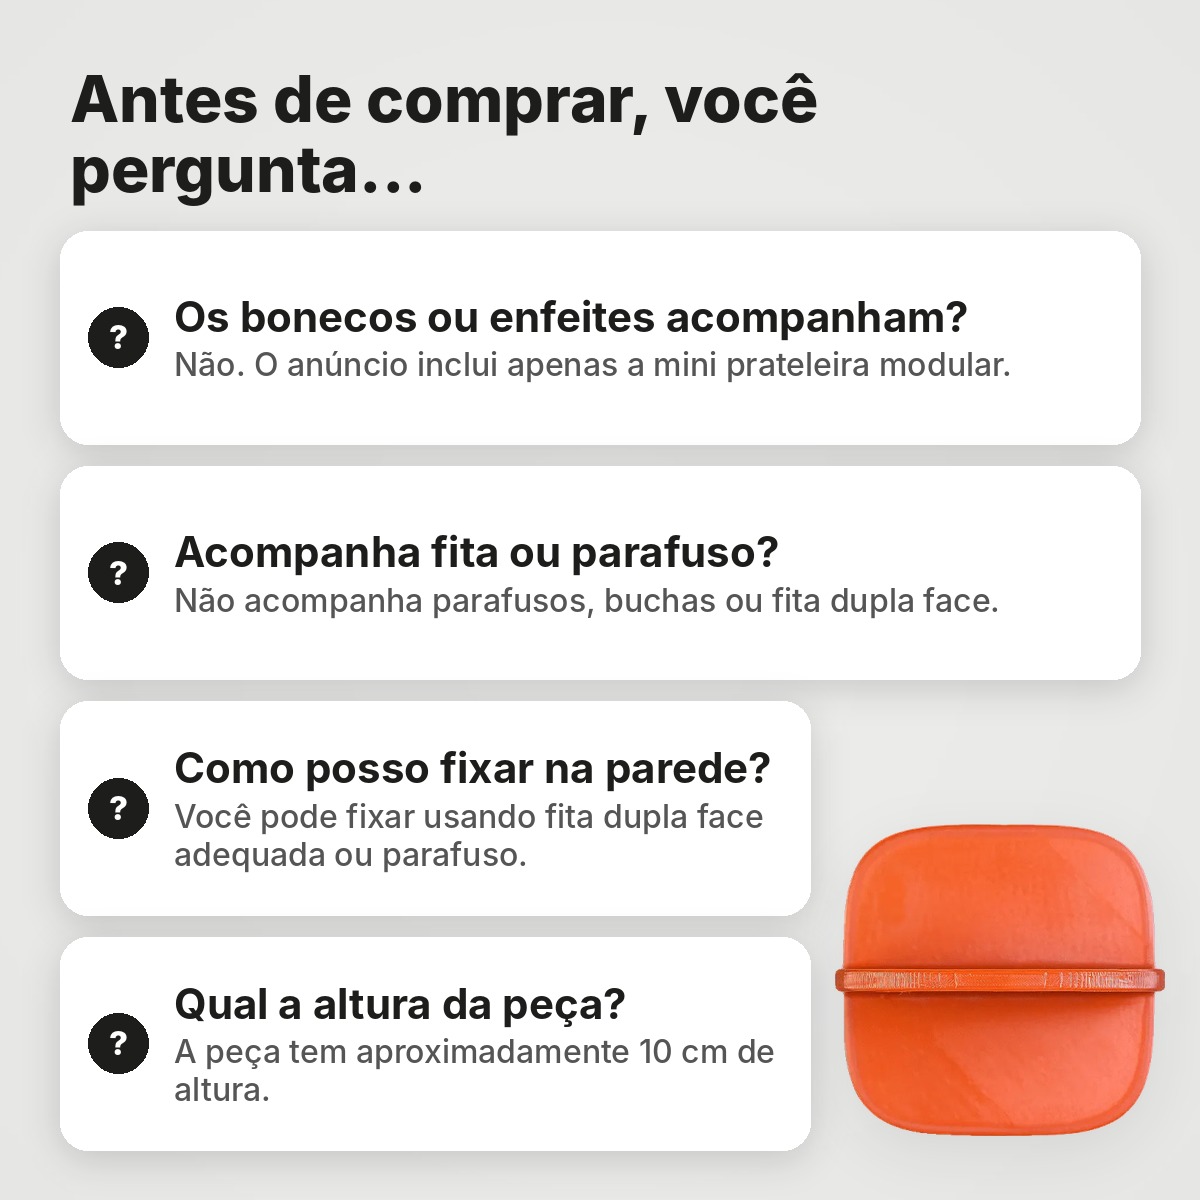 Antes de comprar, você
pergunta...
?
Os bonecos ou enfeites acompanham?
Não. O anúncio inclui apenas a mini prateleira modular.
?
Acompanha fita ou parafuso?
Não acompanha parafusos, buchas ou fita dupla face.
?
Como posso fixar na parede?
Você pode fixar usando fita dupla face
adequada ou parafuso.
?
Qual a altura da peça?
A peça tem aproximadamente 10 cm de
altura.